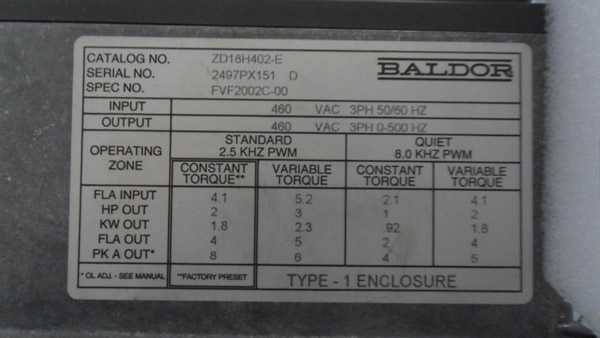 CATALOG NO. ZD18H402-E
SERIAL NO. 2497PX151 D
SPEC NO. FVF2002C-00
BALDOR
INPUT 460 VAC 3PH 50/60 HZ
OUTPUT 460 VAC 3PH 0-500 HZ
OPERATING ZONE
STANDARD 2.5 KHZ PWM
QUIET 8.0 KHZ PWM
CONSTANT TORQUE** VARIABLE TORQUE CONSTANT TORQUE VARIABLE TORQUE
FLA INPUT 4.1 5.2 2.1 4.1
HP OUT 2 3 1 2
KW OUT 1.8 2.3 .92 1.8
FLA OUT 4 5 2 4
PK A OUT* 8 6 4 5
* OL ADJ. - SEE MANUAL **FACTORY PRESET TYPE - 1 ENCLOSURE